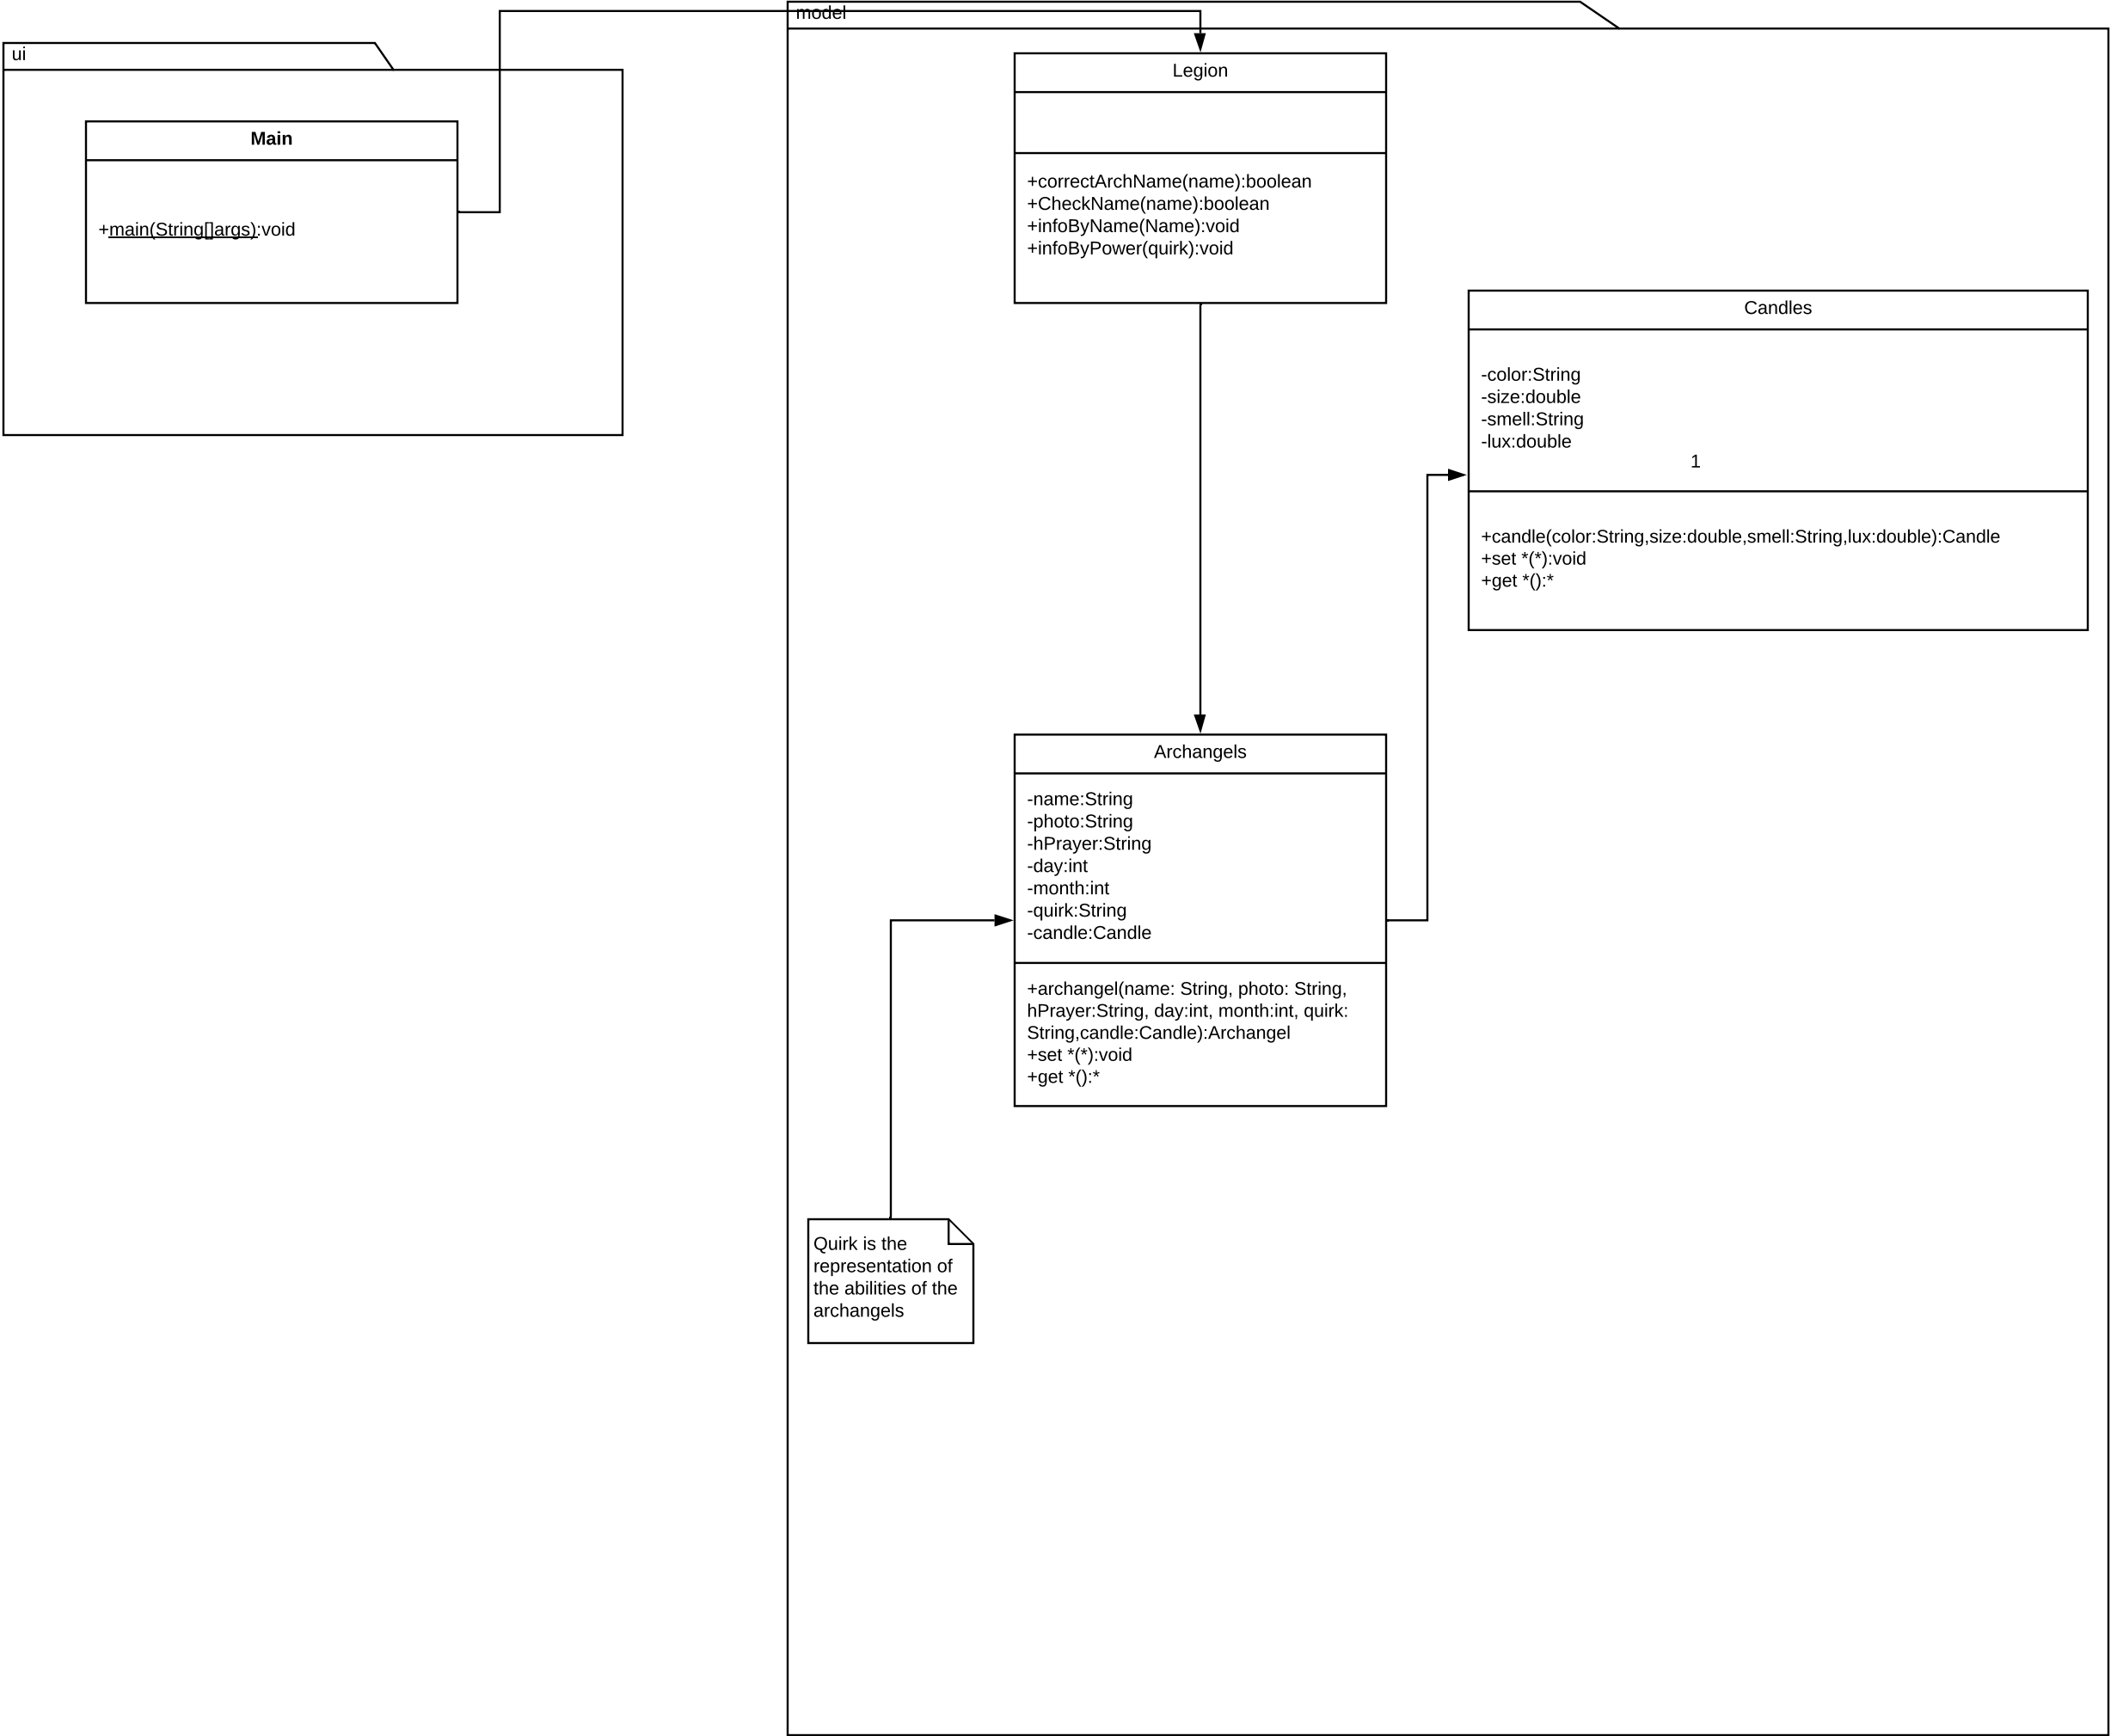 ui
Main
+main(String[]args):void
model
Legion
+correctArchName(name):boolean
+CheckName(name):boolean
+infoByName(Name):void
+infoByPower(quirk):void
Candles
-color:String
-size:double
-smell:String
-lux:double
1
+candle(color:String,size:double,smell:String,lux:double):Candle
+set *(*):void
+get *():*
Archangels
-name:String
-photo:String
-hPrayer:String
-day:int
-month:int
-quirk:String
-candle:Candle
+archangel(name: String, photo: String,
hPrayer:String, day:int, month:int, quirk:
String,candle:Candle):Archangel
+set *(*):void
+get *():*
Quirk is the
representation of
the abilities of the
archangels